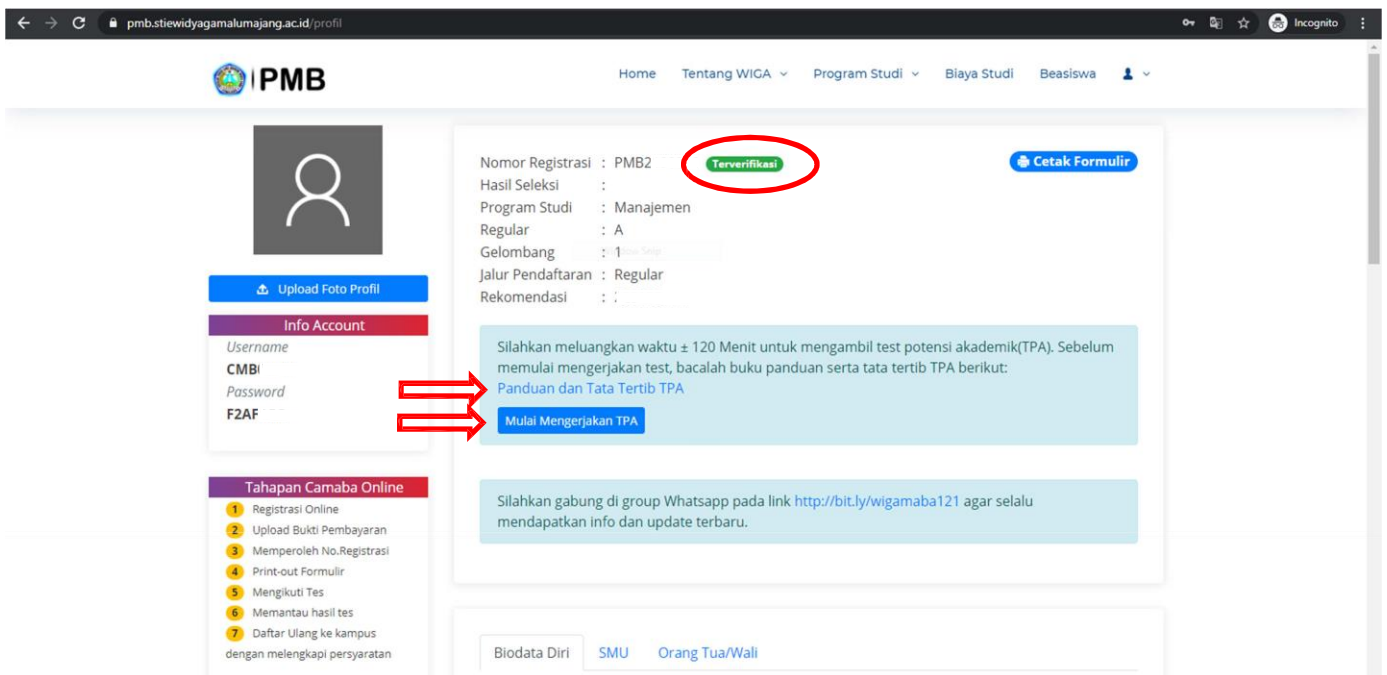 pmb.stiewidyagamalumajang.ac.id/profil
Incognito
PMB
Home Tentang WIGA Program Studi Biaya Studi Beasiswa
Nomor Registrasi : PMB2 Terverifikasi Cetak Formulir
Hasil Seleksi :
Program Studi : Manajemen
Regular : A
Gelombang : 1
Jalur Pendaftaran : Regular
Rekomendasi :
Upload Foto Profil
Info Account
Username
CMB
Password
F2AF
Silahkan meluangkan waktu ± 120 Menit untuk mengambil test potensi akademik(TPA). Sebelum
memulai mengerjakan test, bacalah buku panduan serta tata tertib TPA berikut:
Panduan dan Tata Tertib TPA
Mulai Mengerjakan TPA
Silahkan gabung di group Whatsapp pada link http://bit.ly/wigamaba121 agar selalu
mendapatkan info dan update terbaru.
Tahapan Camaba Online
1 Registrasi Online
2 Upload Bukti Pembayaran
3 Memperoleh No.Registrasi
4 Print-out Formulir
5 Mengikuti Tes
6 Memantau hasil tes
7 Daftar Ulang ke kampus
dengan melengkapi persyaratan
Biodata Diri SMU Orang Tua/Wali